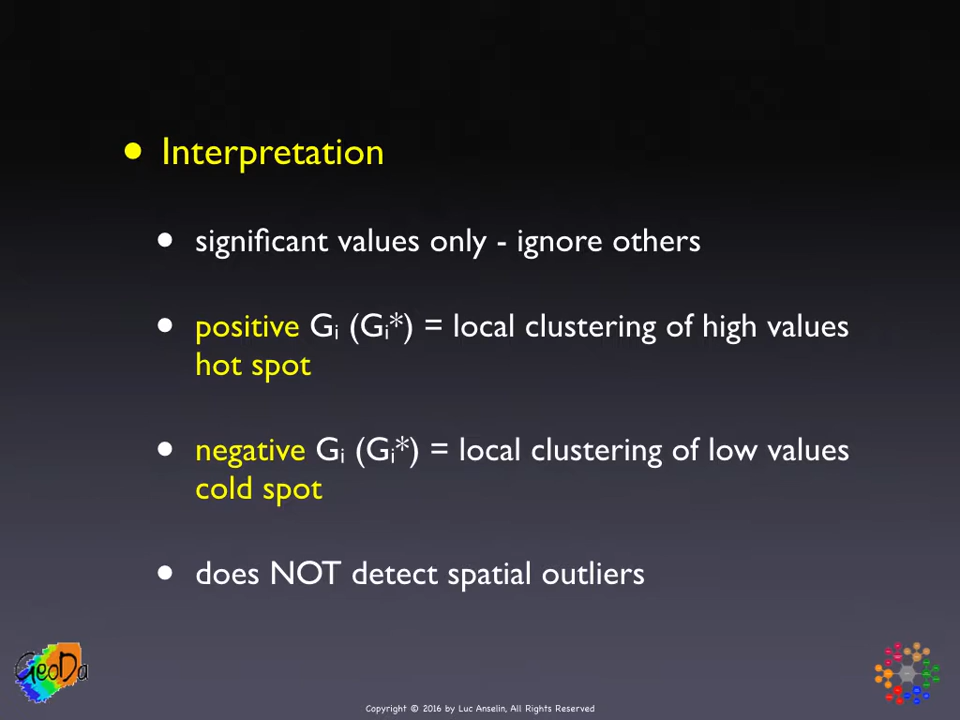 • Interpretation
• significant values only - ignore others
• positive Gi (Gi*) = local clustering of high values
hot spot
• negative Gi (Gi*) = local clustering of low values
cold spot
• does NOT detect spatial outliers
GeoDa
Copyright © 2016 by Luc Anselin, All Rights Reserved